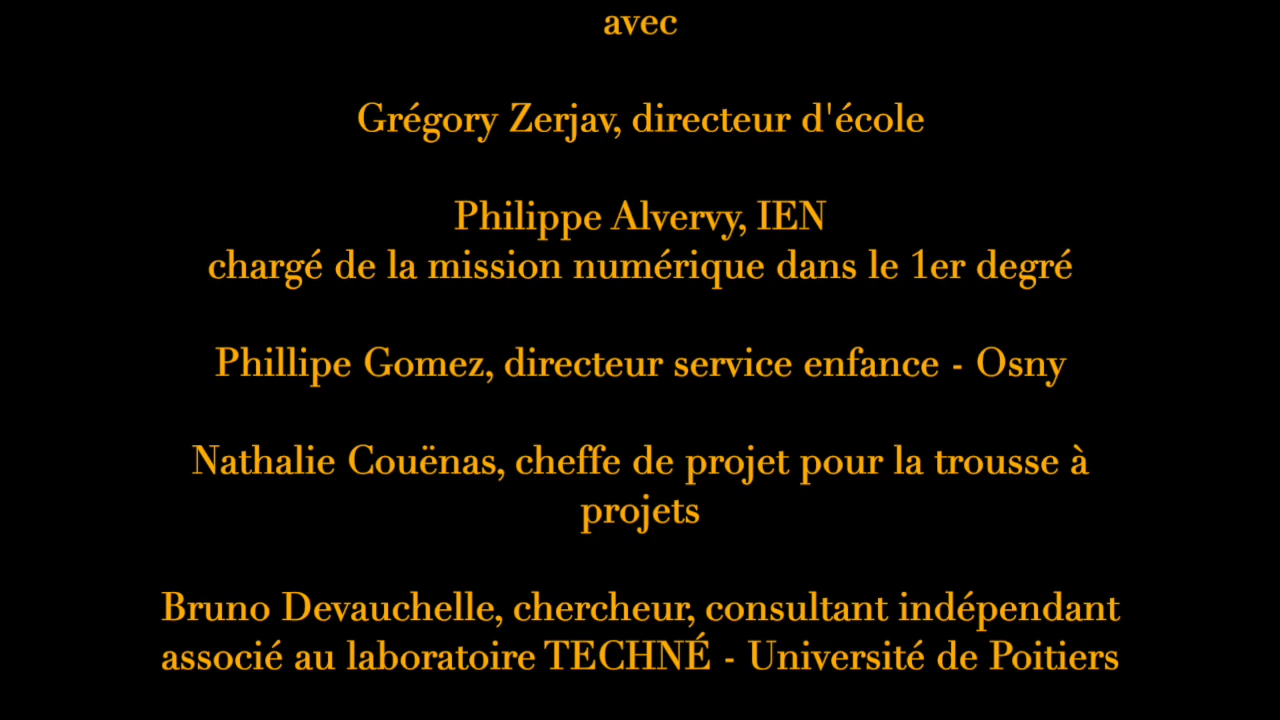 avec
Grégory Zerjav, directeur d'école
Philippe Alvervy, IEN
chargé de la mission numérique dans le 1er degré
Phillipe Gomez, directeur service enfance - Osny
Nathalie Couënas, cheffe de projet pour la trousse à
projets
Bruno Devauchelle, chercheur, consultant indépendant
associé au laboratoire TECHNÉ - Université de Poitiers